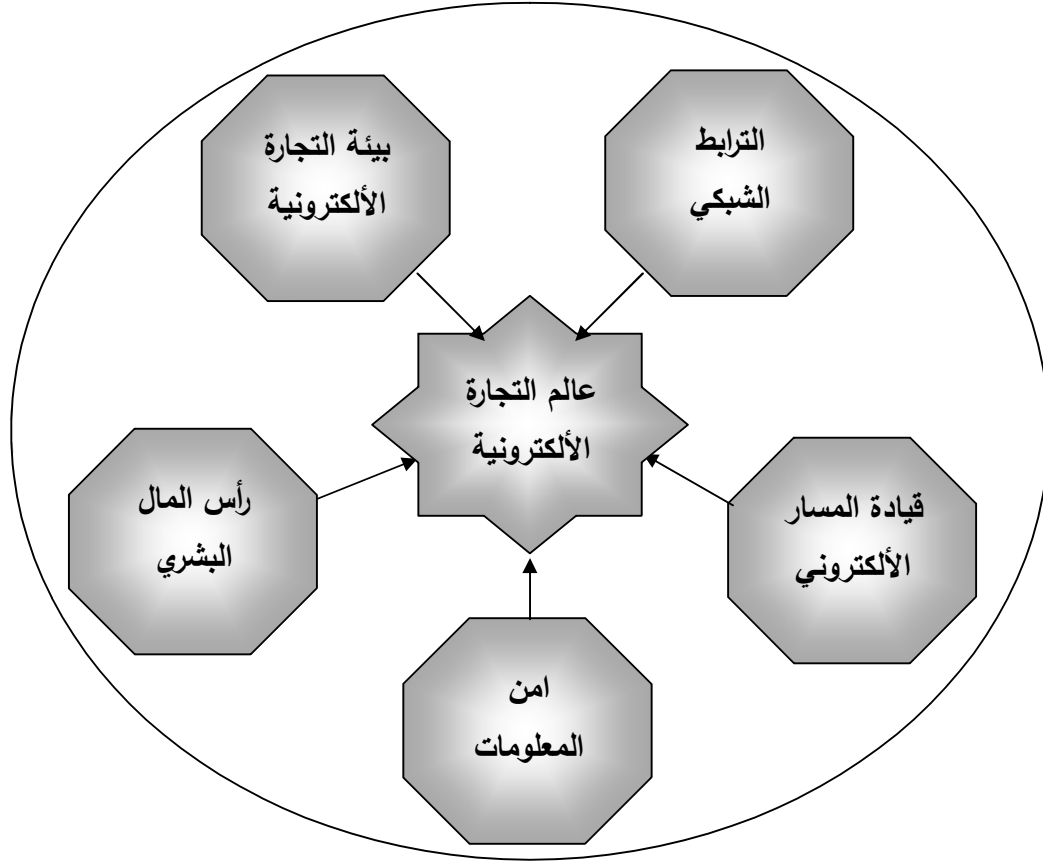 الترابط
الشبكي
بيئة التجارة
الألكترونية
عالم التجارة
الألكترونية
قيادة المسار
الألكتروني
رأس المال
البشري
امن
المعلومات